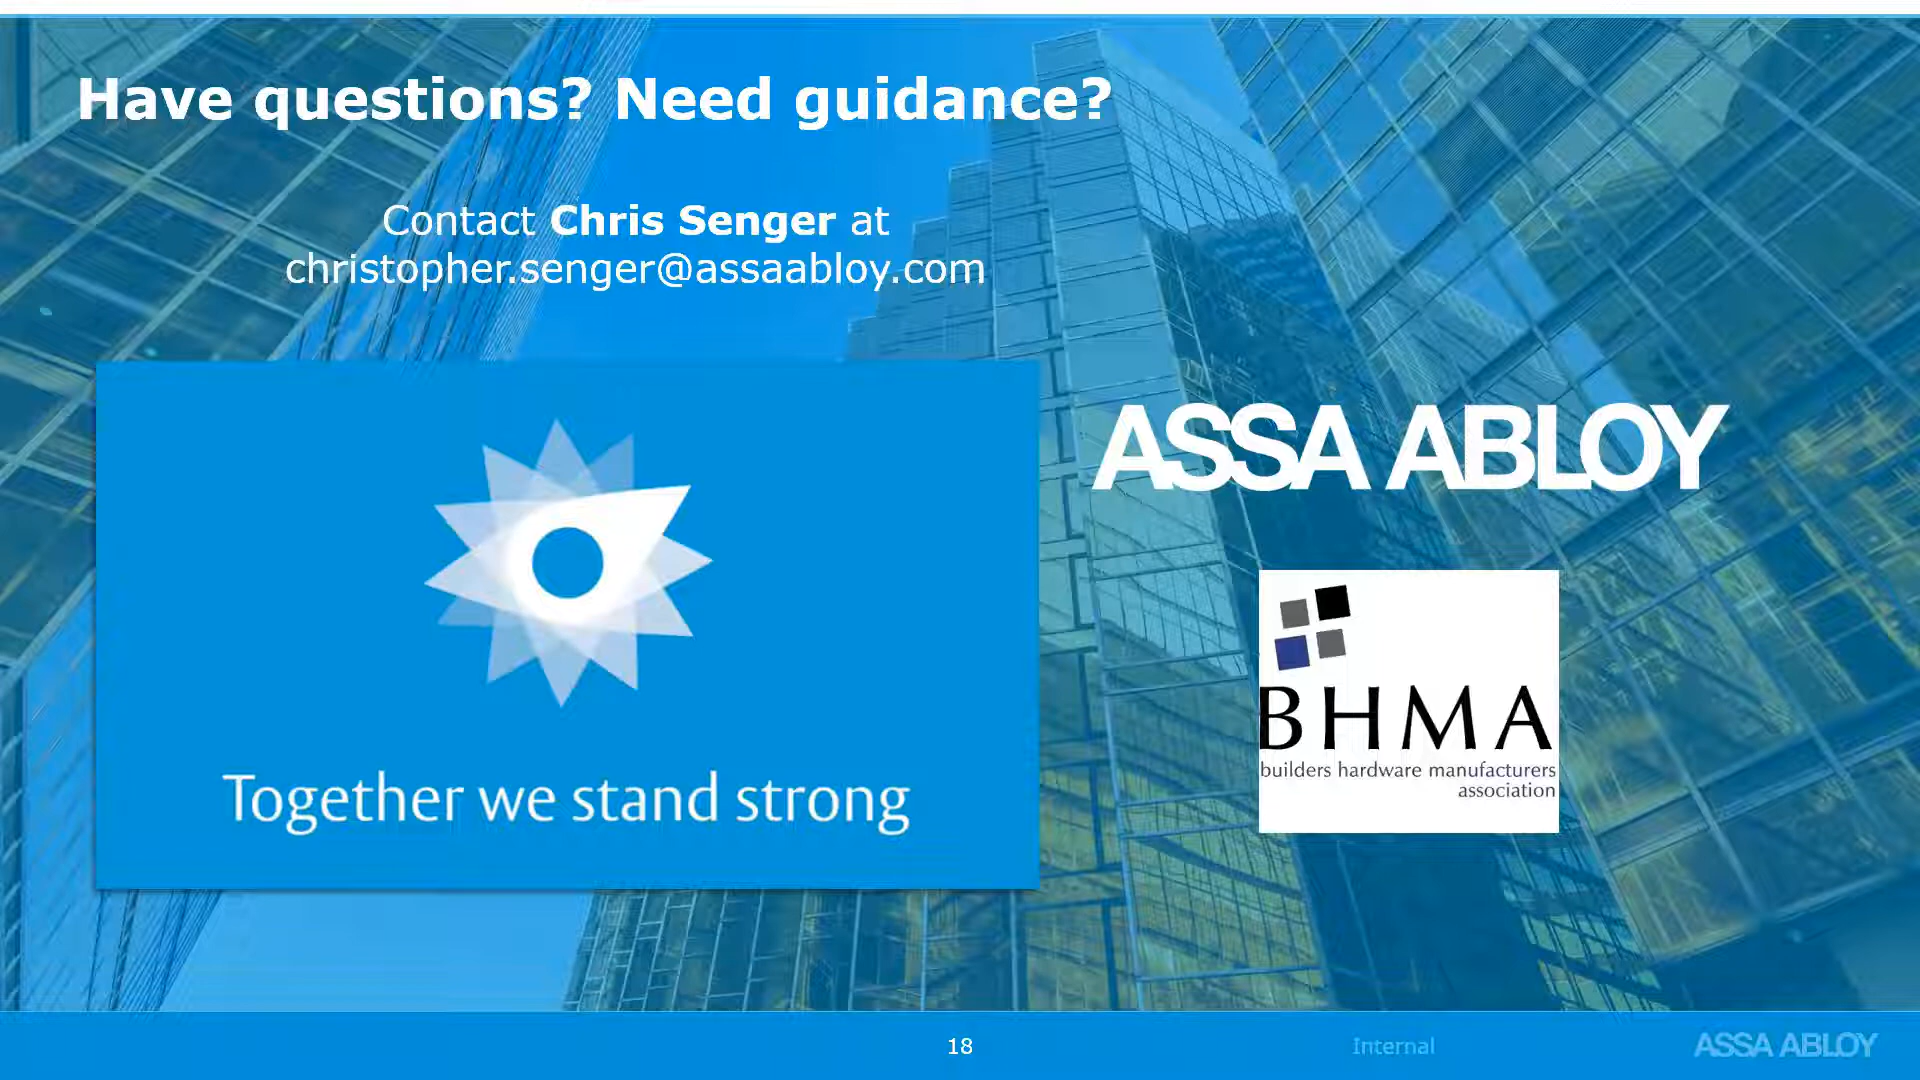 Have questions? Need guidance?
Contact Chris Senger at
christopher.senger@assaabloy.com
Together we stand strong
ASSA ABLOY
BHMA
builders hardware manufacturers
association
18
Internal
ASSA ABLOY